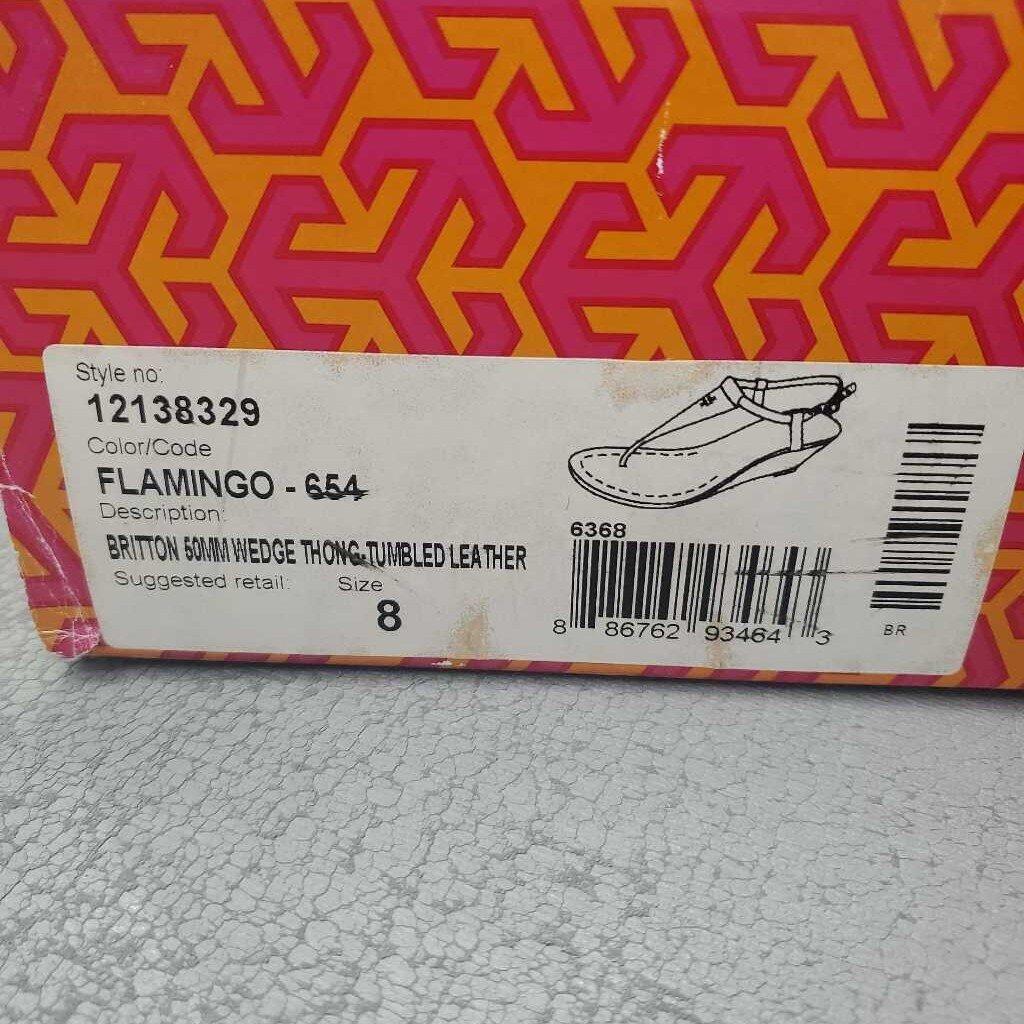 Style no:
12138329
Color/Code
FLAMINGO - 654
Description:
BRITTON 50MM WEDGE THONG-TUMBLED LEATHER
Suggested retail: Size
8
6368
8 86762 93464 3
BR